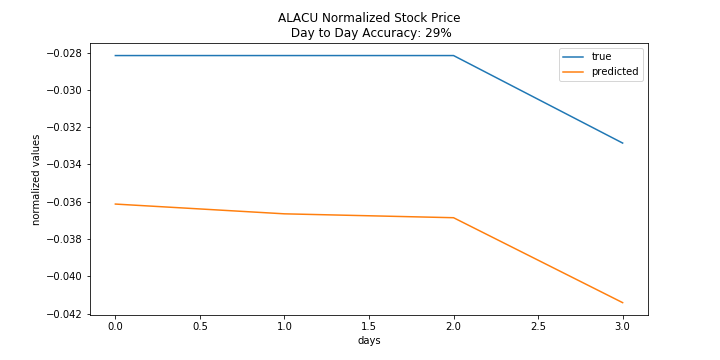 ALACU Normalized Stock Price
Day to Day Accuracy: 29%
true
predicted
normalized values
−0.028
−0.030
−0.032
−0.034
−0.036
−0.038
−0.040
−0.042
0.0 0.5 1.0 1.5 2.0 2.5 3.0
days